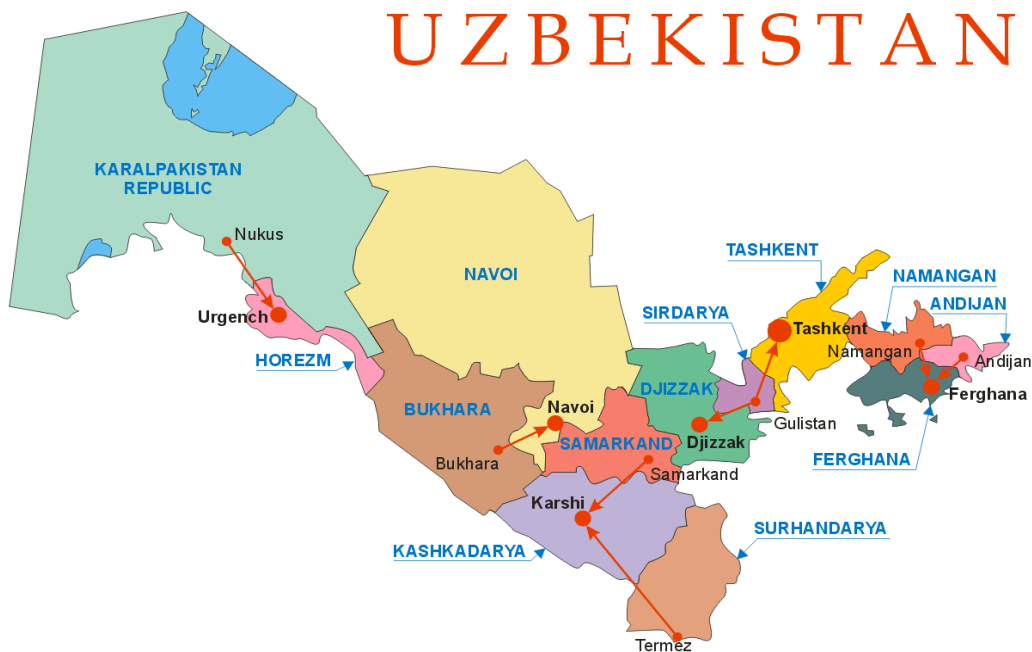 UZBEKISTAN
KARALPAKISTAN
REPUBLIC
Nukus
Urgench
HOREZM
NAVOI
TASHKENT
NAMANGAN
ANDIJAN
SIRDARYA
Tashkent
Namangan
Andijan
Ferghana
DJIZZAK
BUKHARA
Navoi
Gulistan
SAMARKAND
Djizzak
Bukhara
Samarkand
FERGHANA
Karshi
SURHANDARYA
KASHKADARYA
Termez